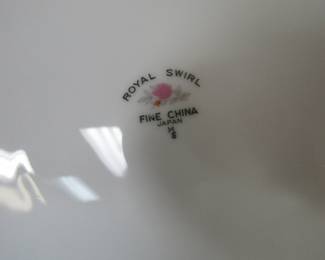 ROYAL SWIRL
FINE CHINA
JAPAN
M
S